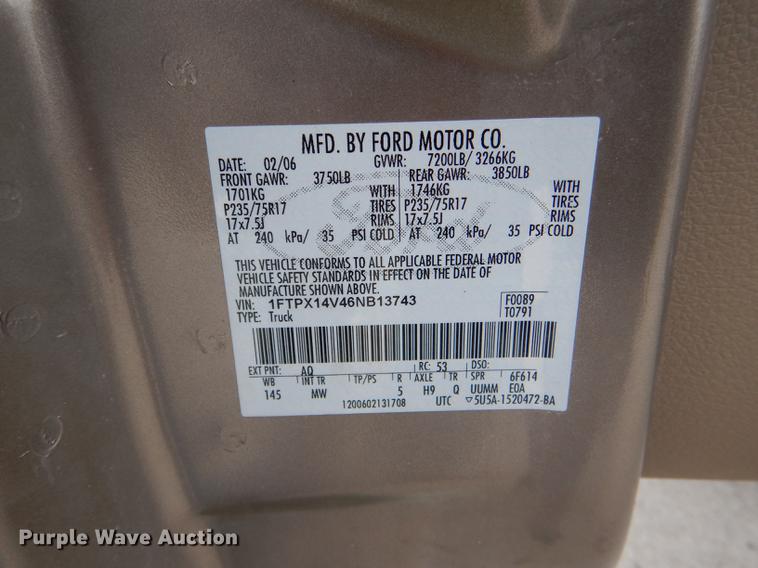 MFD. BY FORD MOTOR CO.
DATE: 02/06 GVWR: 7200LB/ 3266KG
FRONT GAWR: 3750LB REAR GAWR: 3850LB
1701KG WITH 1746KG WITH
P235/75R17 TIRES P235/75R17 TIRES
17x7.5J RIMS 17x7.5J RIMS
AT 240 kPa/ 35 PSI COLD AT 240 kPa/ 35 PSI COLD
THIS VEHICLE CONFORMS TO ALL APPLICABLE FEDERAL MOTOR
VEHICLE SAFETY STANDARDS IN EFFECT ON THE DATE OF
MANUFACTURE SHOWN ABOVE.
VIN: 1FTPX14V46NB13743 F0089
TYPE: Truck T0791
EXT PNT: AQ RC: 53 DSO:
WB INT TR TP/PS R AXLE TR SPR 6F614
145 MW 5 H9 Q UUMM E0A
1200602131708 UTC ▽5U5A-1520472-BA
Ford
Purple Wave Auction